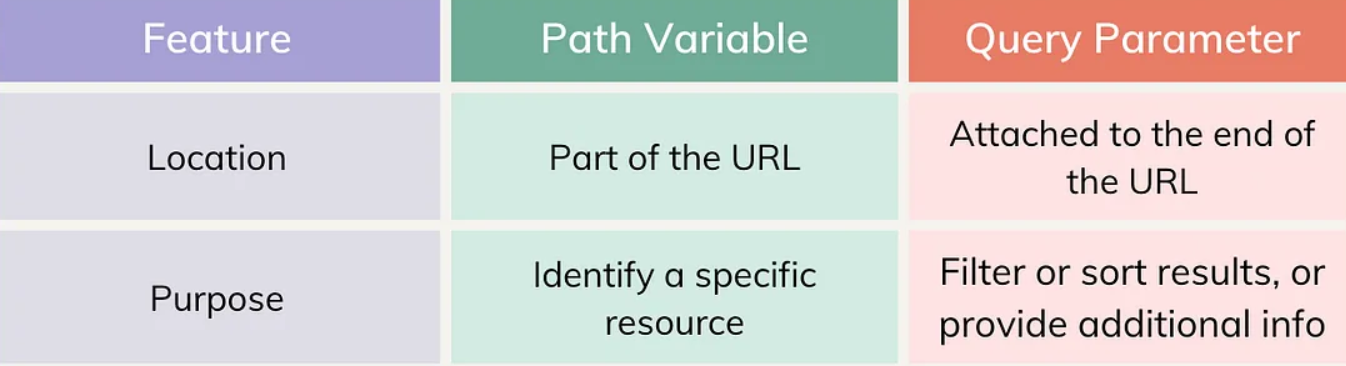 Feature
Path Variable
Query Parameter
Location
Part of the URL
Attached to the end of
the URL
Purpose
Identify a specific
resource
Filter or sort results, or
provide additional info